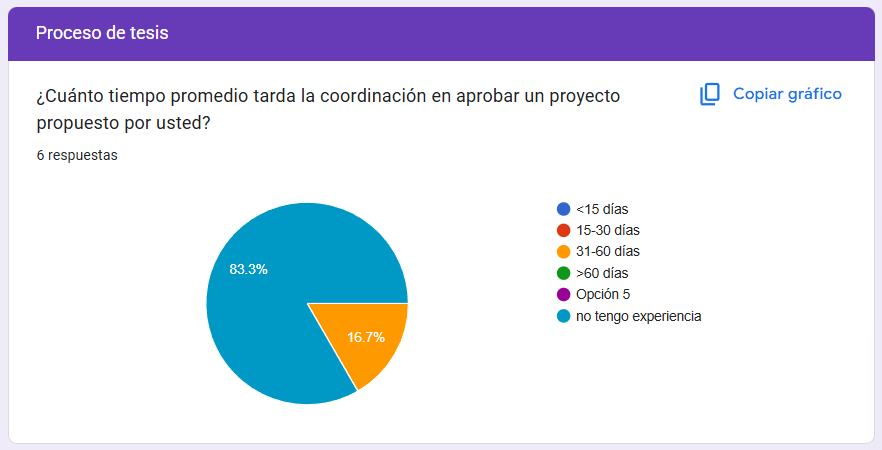 Proceso de tesis
¿Cuánto tiempo promedio tarda la coordinación en aprobar un proyecto
propuesto por usted?
Copiar gráfico
6 respuestas
83.3%
16.7%
<15 días
15-30 días
31-60 días
>60 días
Opción 5
no tengo experiencia